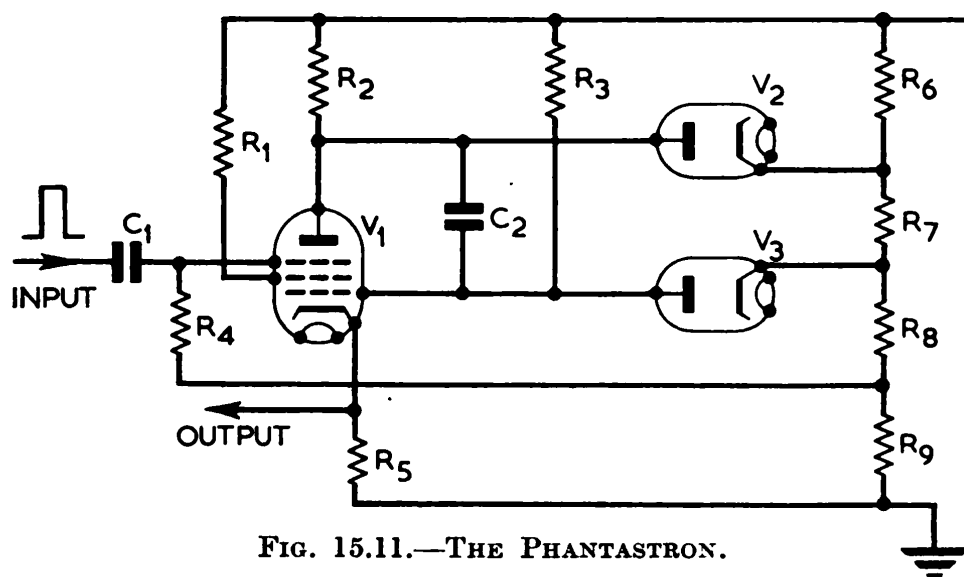 R2
R3
V2
R6
R1
C1
V1
C2
R7
V3
INPUT
R4
R8
OUTPUT
R5
R9
FIG. 15.11.—THE PHANTASTRON.